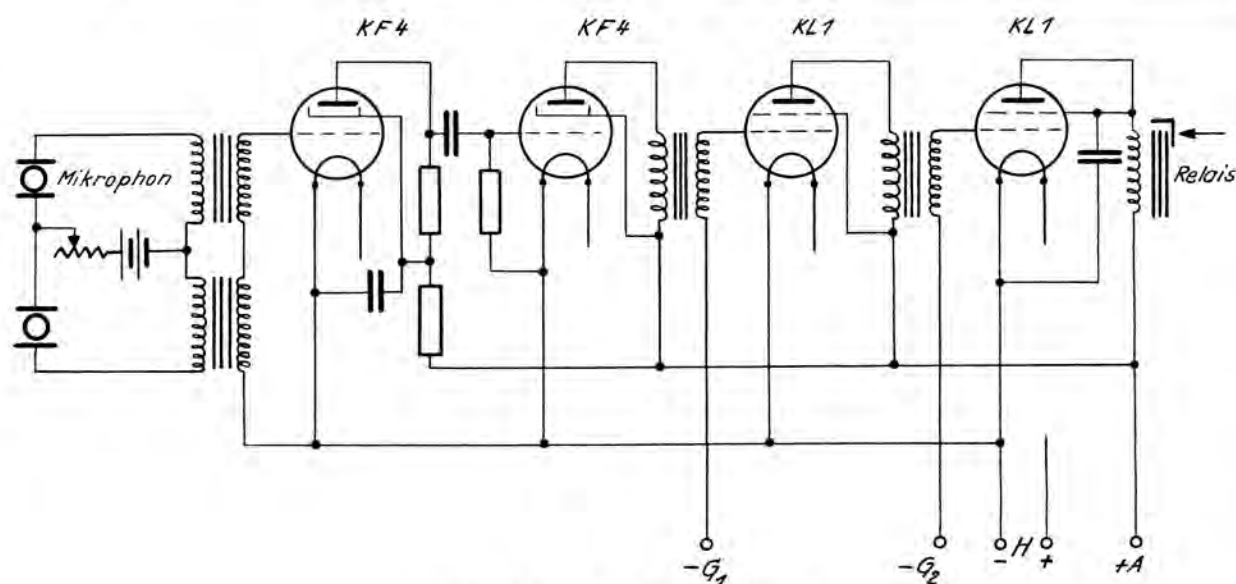 KF4
KF4
KL1
KL1
Mikrophon
Relais
-G1
-G2
- H +
+A